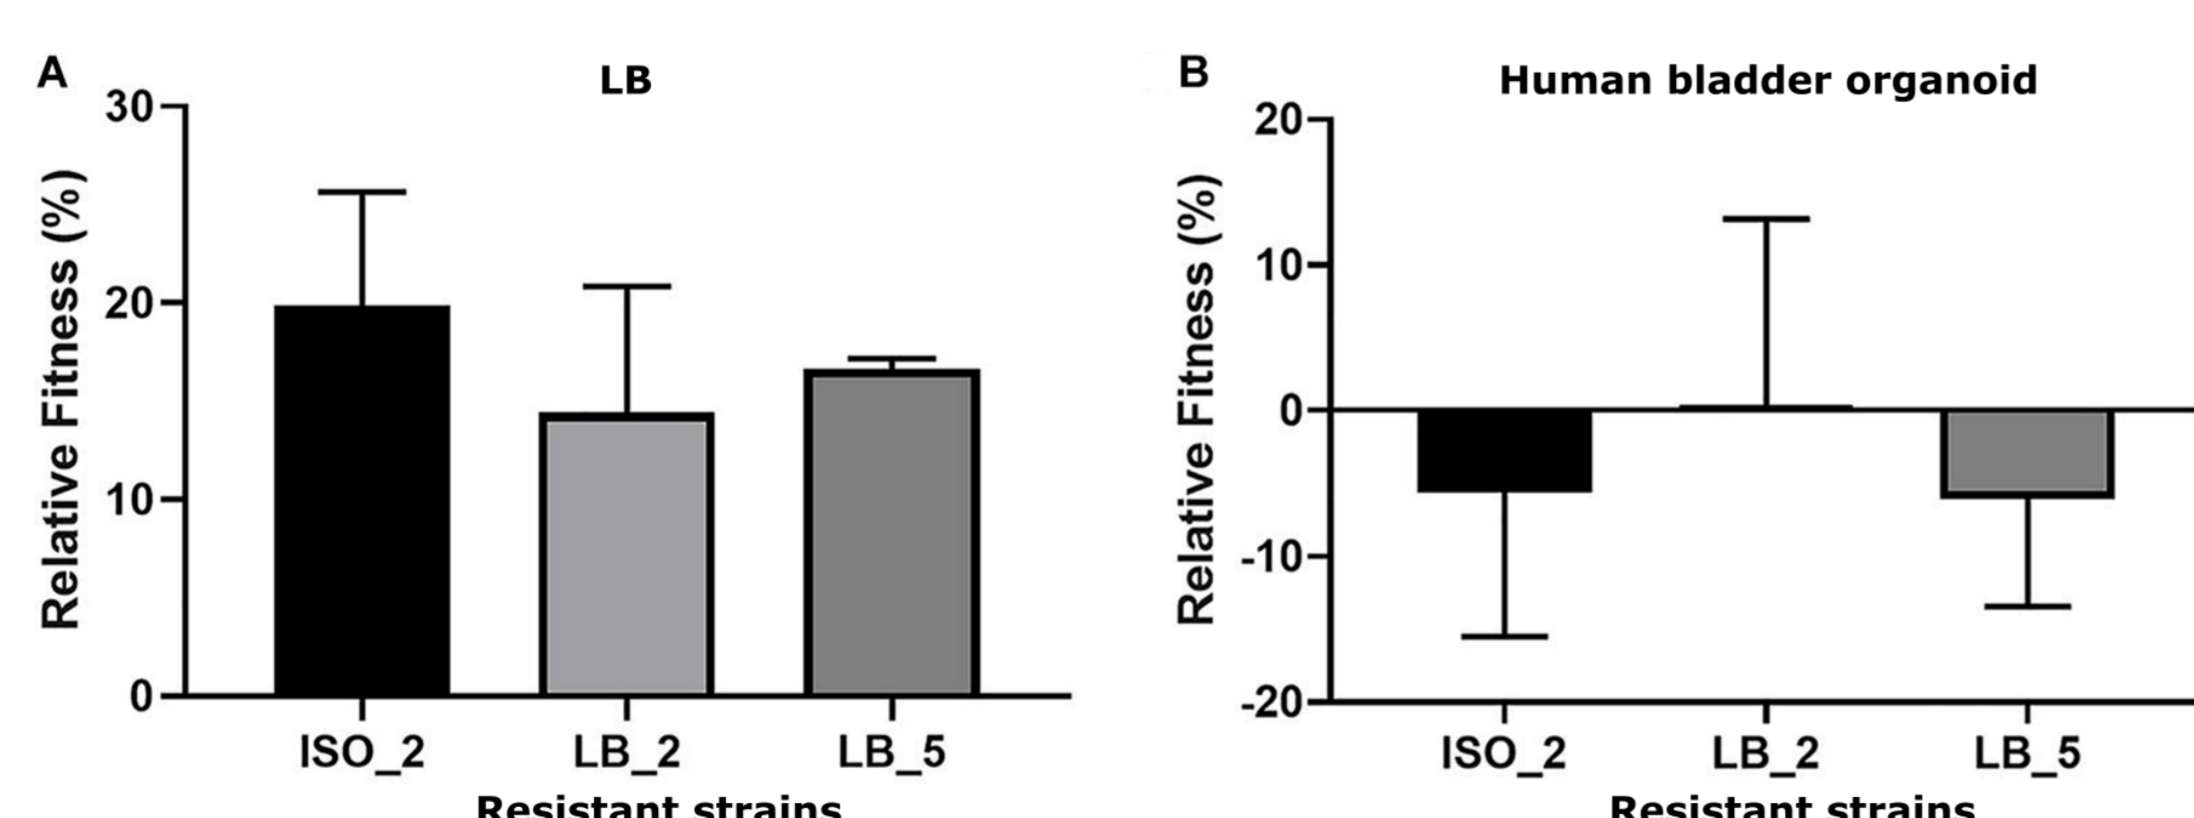 A
LB
30
20
10
0
Relative Fitness (%)
ISO_2
LB_2
LB_5
Resistant strains
B
Human bladder organoid
20
10
0
-10
-20
Relative Fitness (%)
ISO_2
LB_2
LB_5
Resistant strains